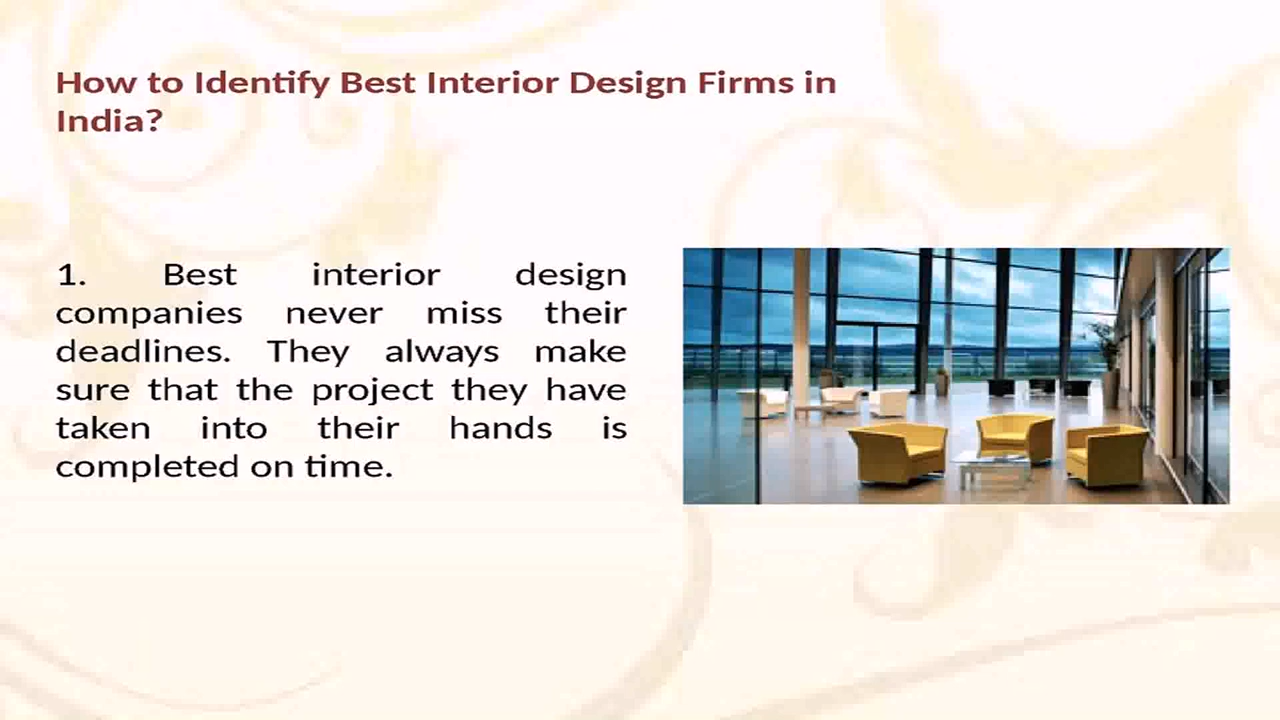 How to Identify Best Interior Design Firms in
India?
1. Best interior design
companies never miss their
deadlines. They always make
sure that the project they have
taken into their hands is
completed on time.